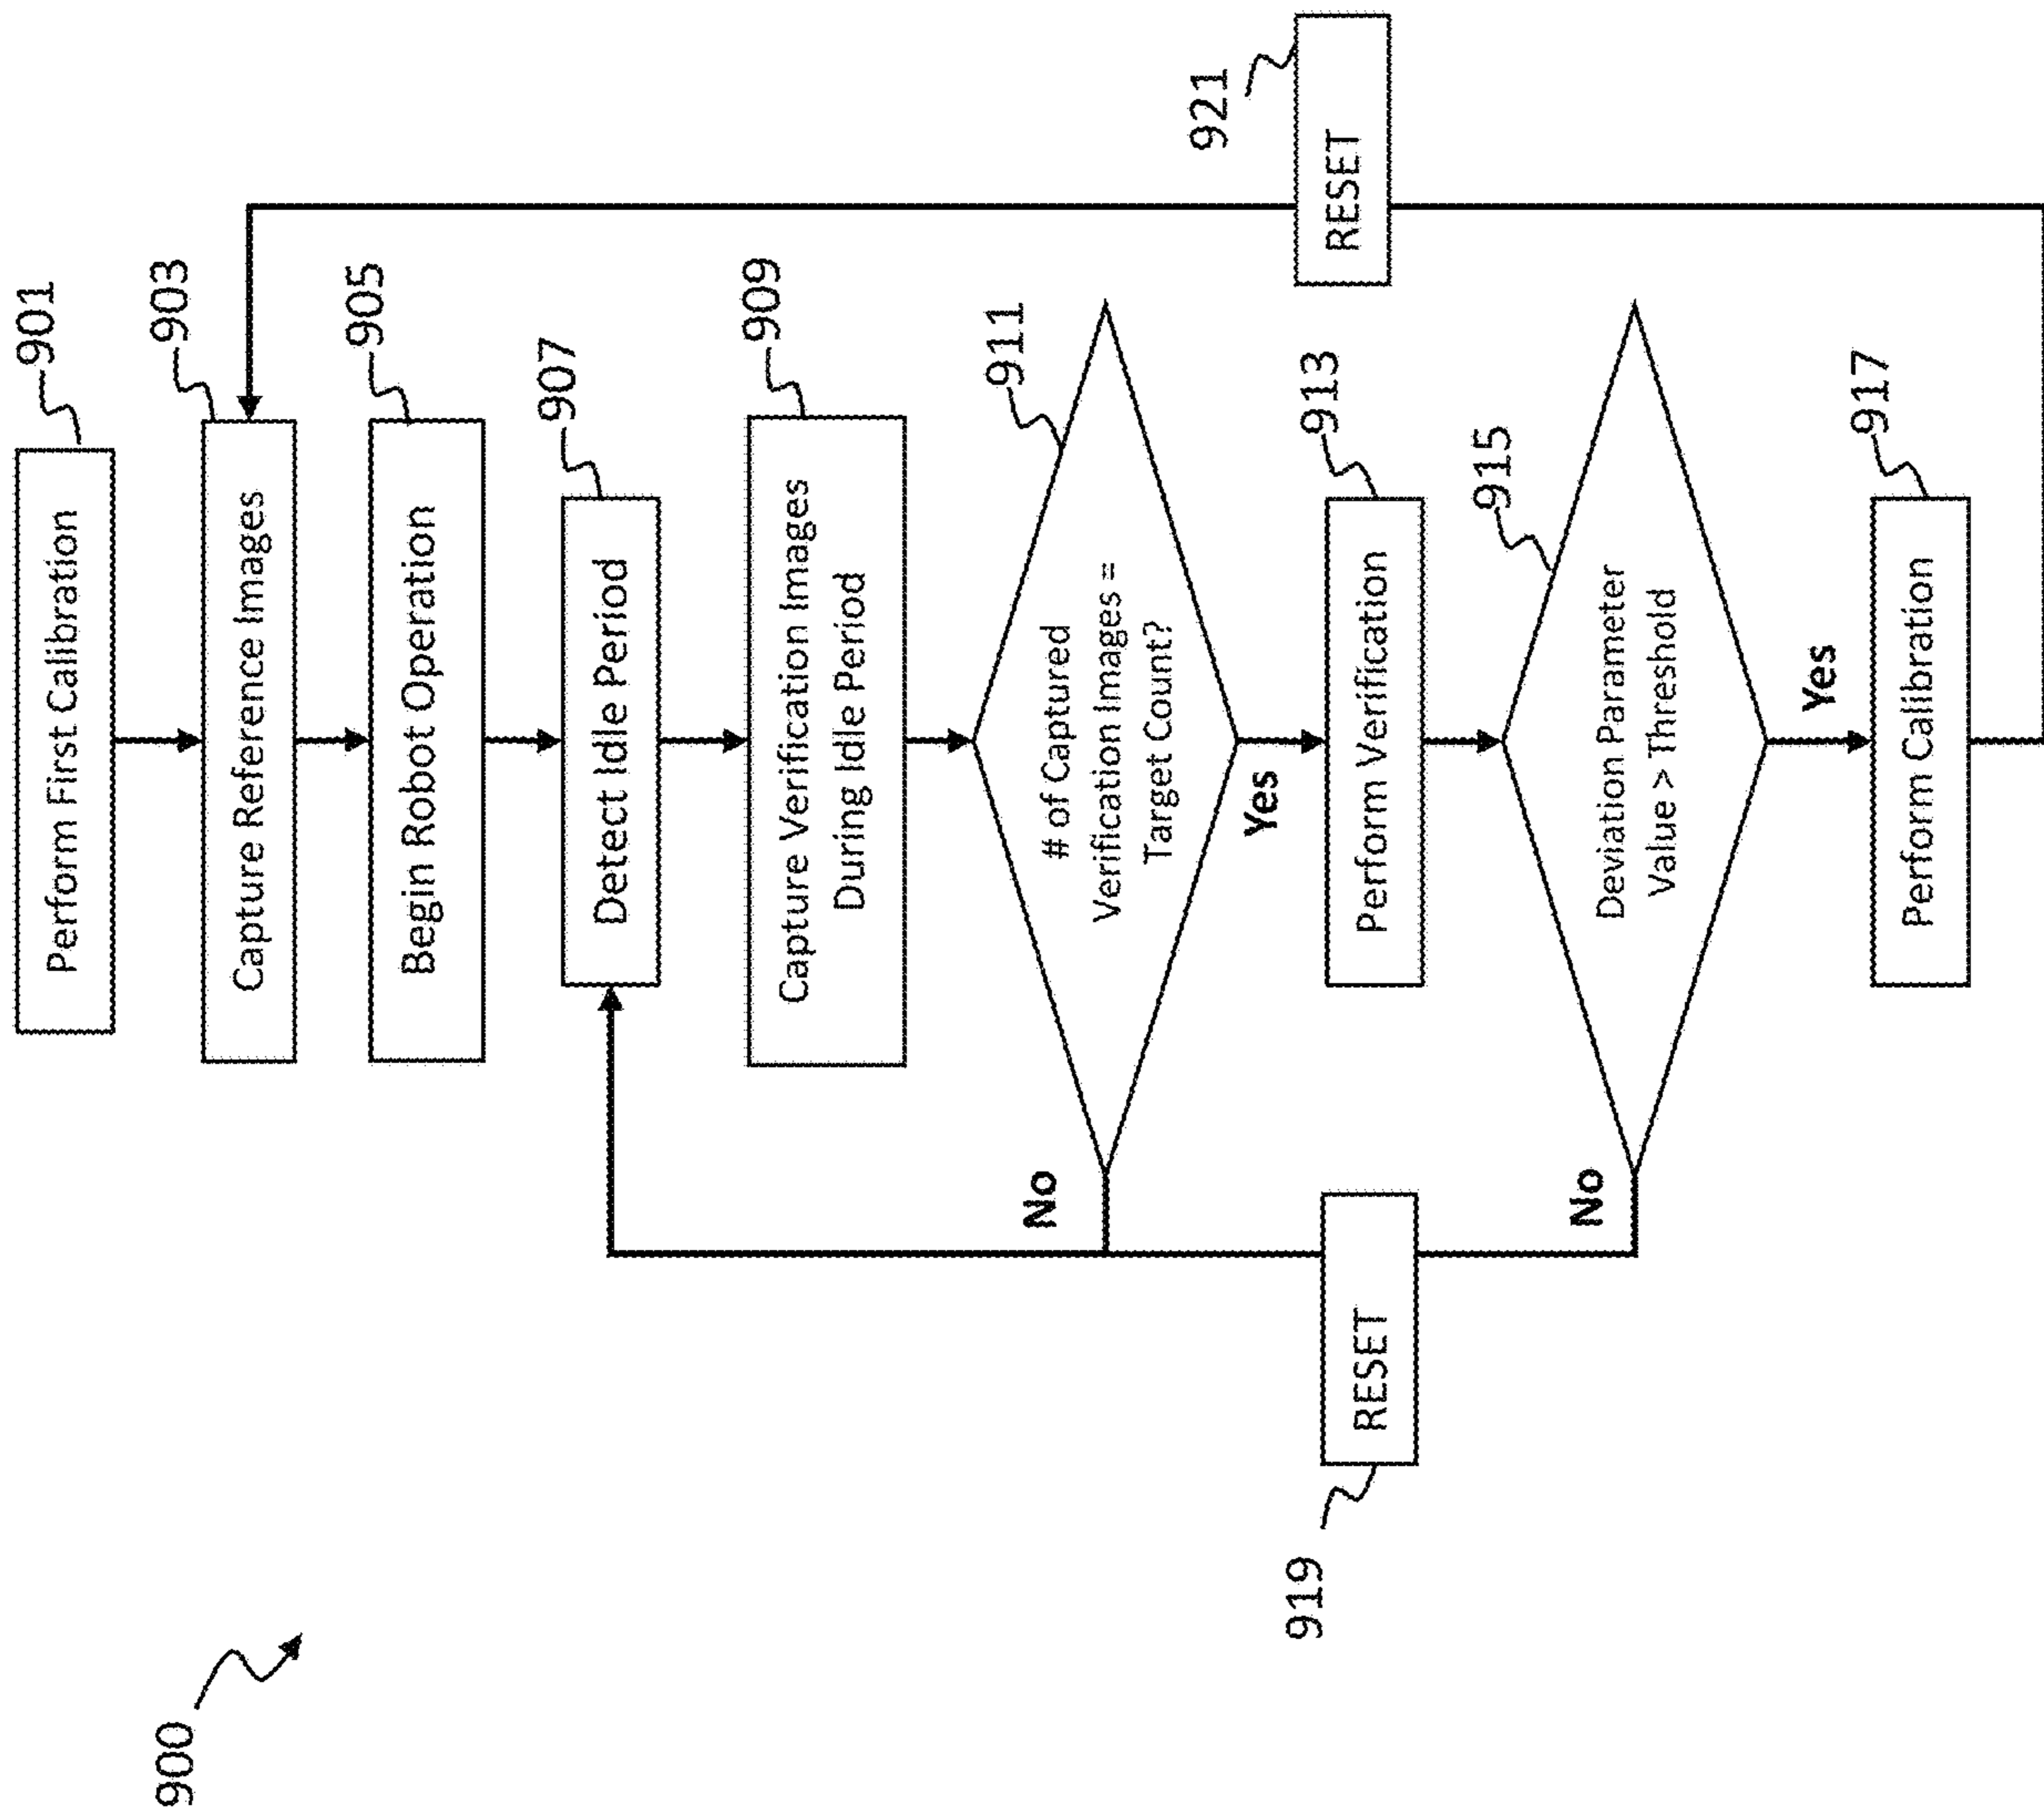 900
Perform First Calibration
901
Capture Reference Images
903
Begin Robot Operation
905
Detect Idle Period
907
Capture Verification Images
During Idle Period
909
# of Captured
Verification Images =
Target Count?
911
No
Yes
Perform Verification
913
Deviation Parameter
Value > Threshold
915
No
Yes
RESET
919
Perform Calibration
917
RESET
921